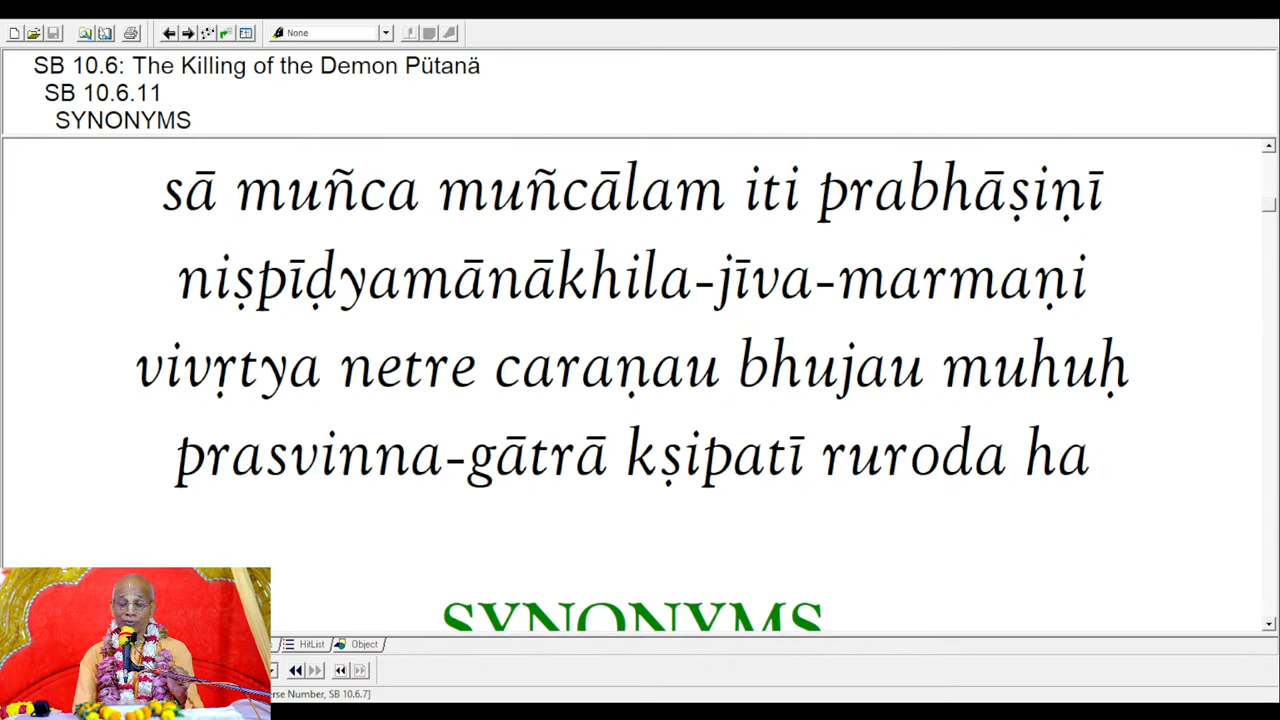 None
SB 10.6: The Killing of the Demon Pütanä
SB 10.6.11
SYNONYMS
sā muñca muñcālam iti prabhāṣiṇī
niṣpīḍyamānākhila-jīva-marmaṇi
vivṛtya netre caraṇau bhujau muhuḥ
prasvinna-gātrā kṣipatī ruroda ha
SYNONYMS
HitList Object
erse Number, SB 10.6.7]